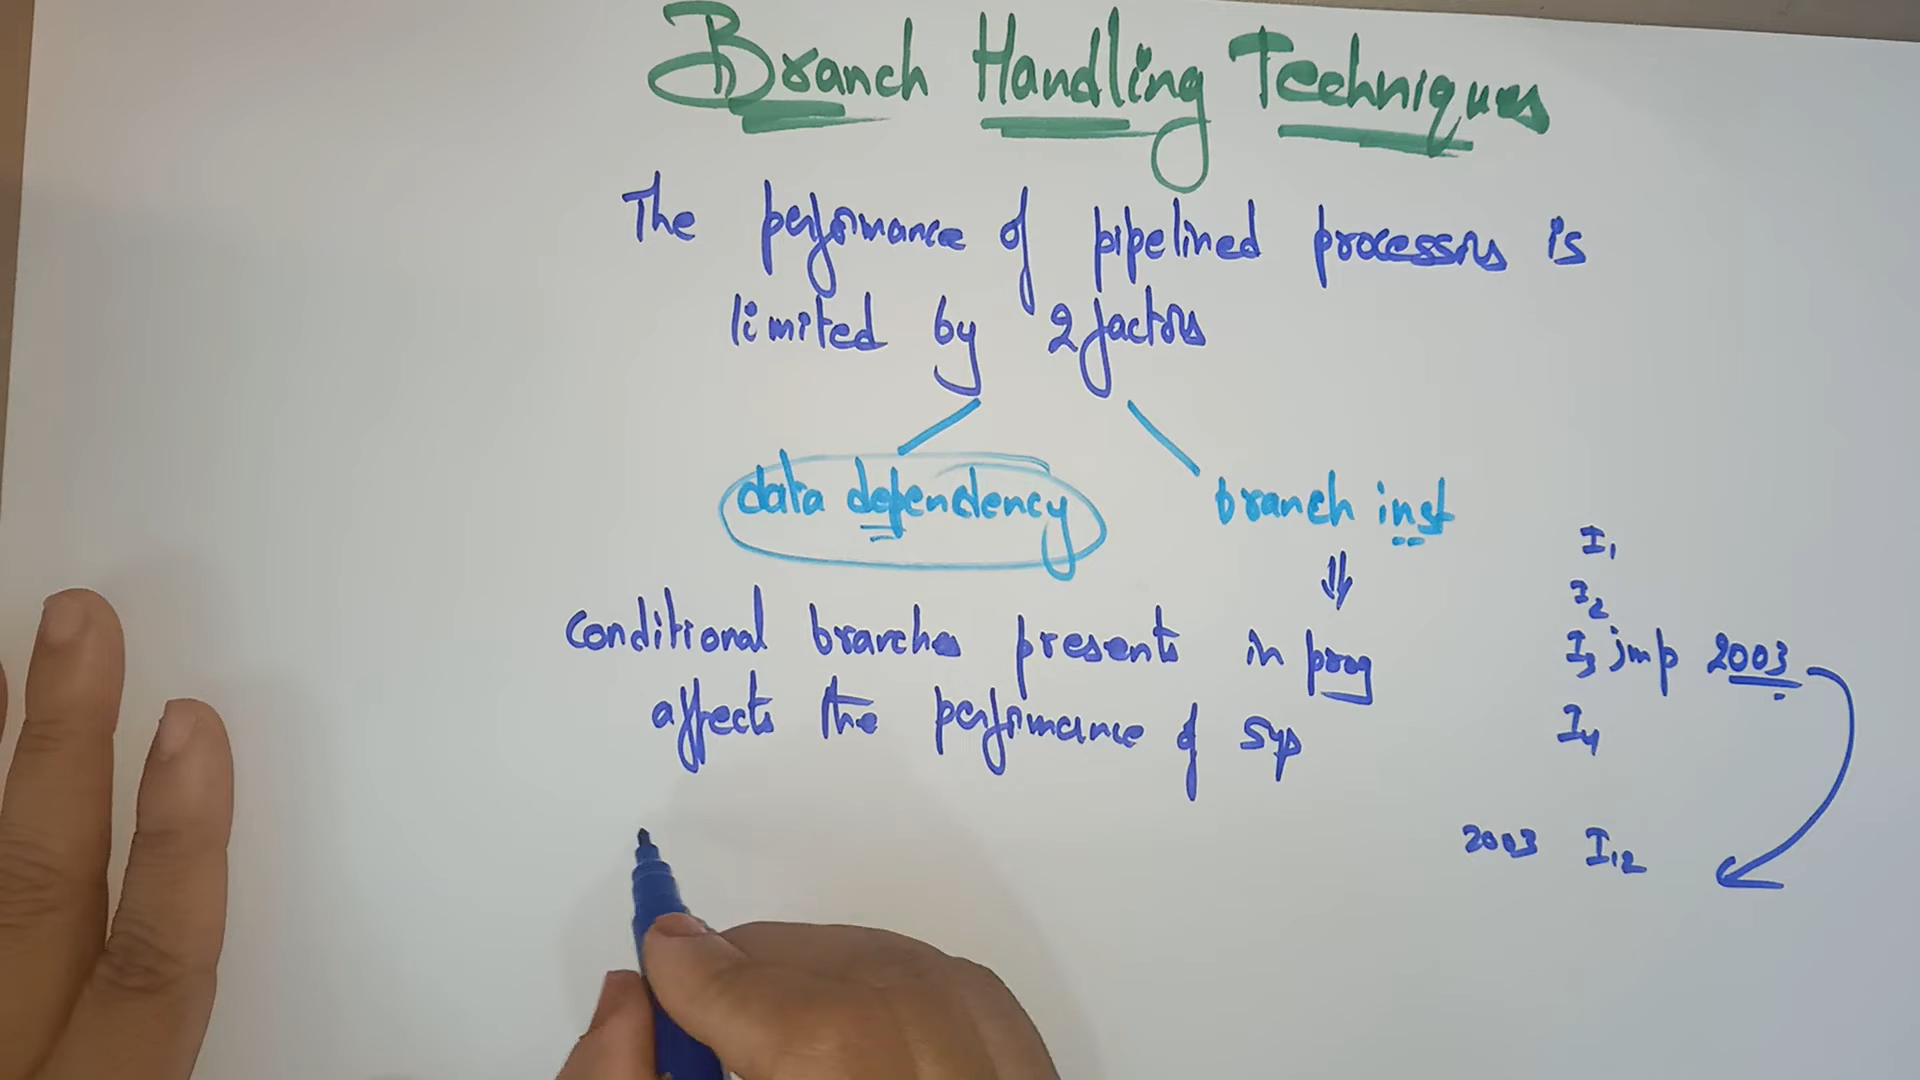 Branch Handling Techniques
The performance of pipelined processors is
limited by 2 factors
data dependency
branch inst
Conditional branches presents in prog
affects the performance of sys
I1
I2
I3 jmp 2003
I4
2003 I12